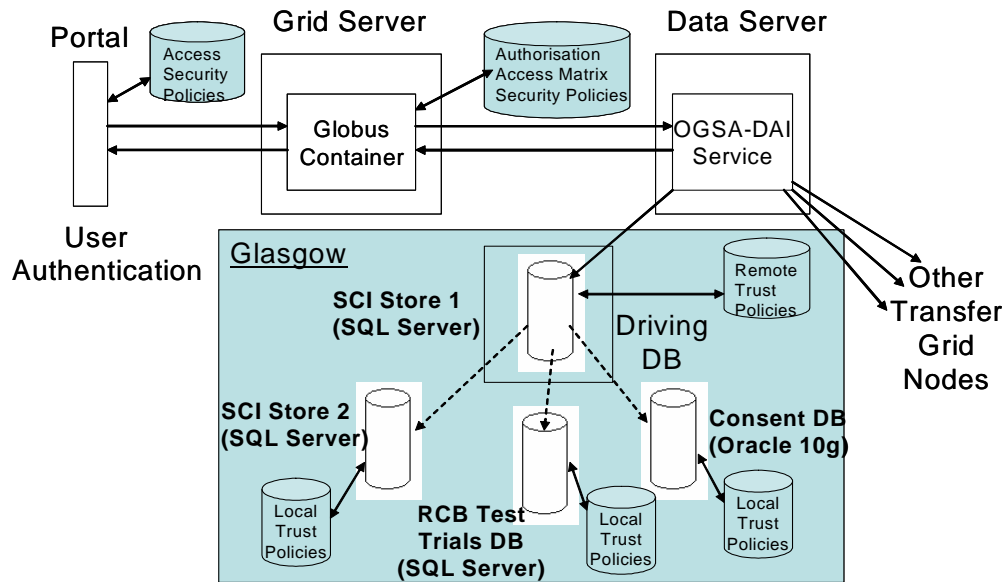 Portal
Grid Server
Data Server
Access
Security
Policies
Authorisation
Access Matrix
Security Policies
Globus
Container
OGSA-DAI
Service
User
Authentication
Glasgow
SCI Store 1
(SQL Server)
Remote
Trust
Policies
Driving
DB
Other
Transfer
Grid
Nodes
SCI Store 2
(SQL Server)
Consent DB
(Oracle 10g)
Local
Trust
Policies
RCB Test
Trials DB
(SQL Server)
Local
Trust
Policies
Local
Trust
Policies